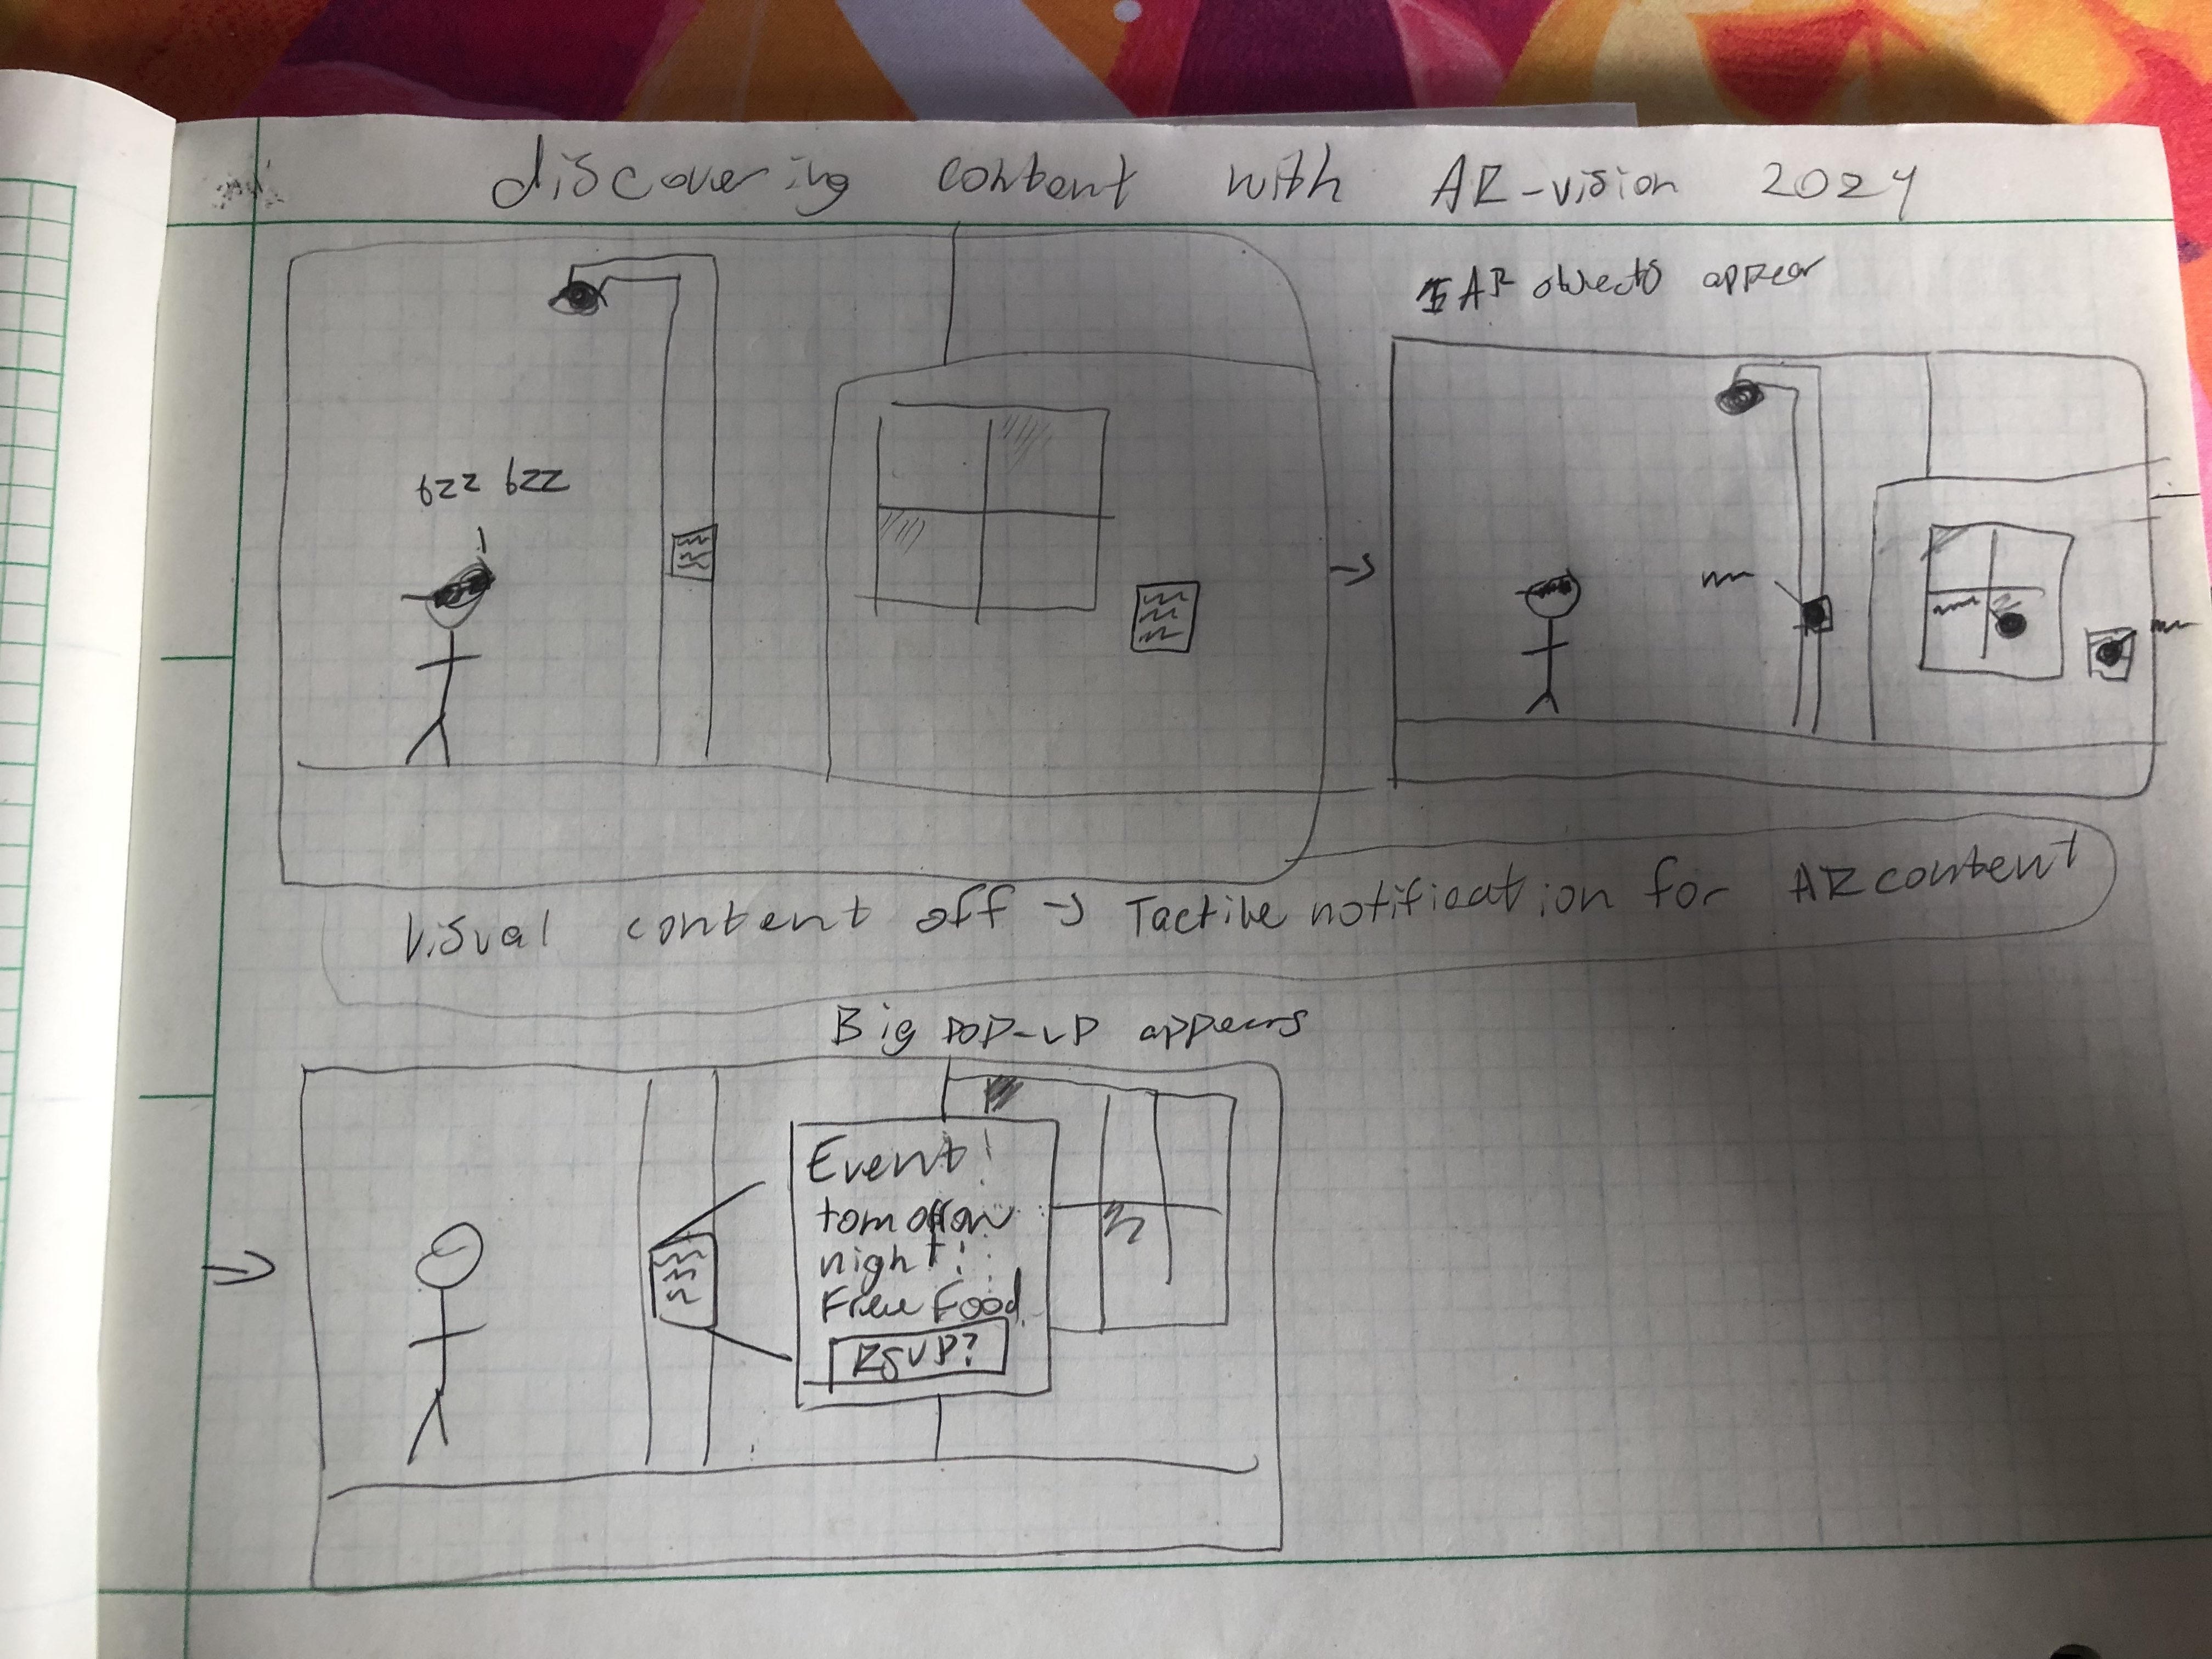 discovering content with AR-vision 2024
AR objects appear
bzz bzz
Visual content off → Tactile notification for AR content
Big pop-up appears
Event!
tomorrow
night!
Free Food
RSVP?